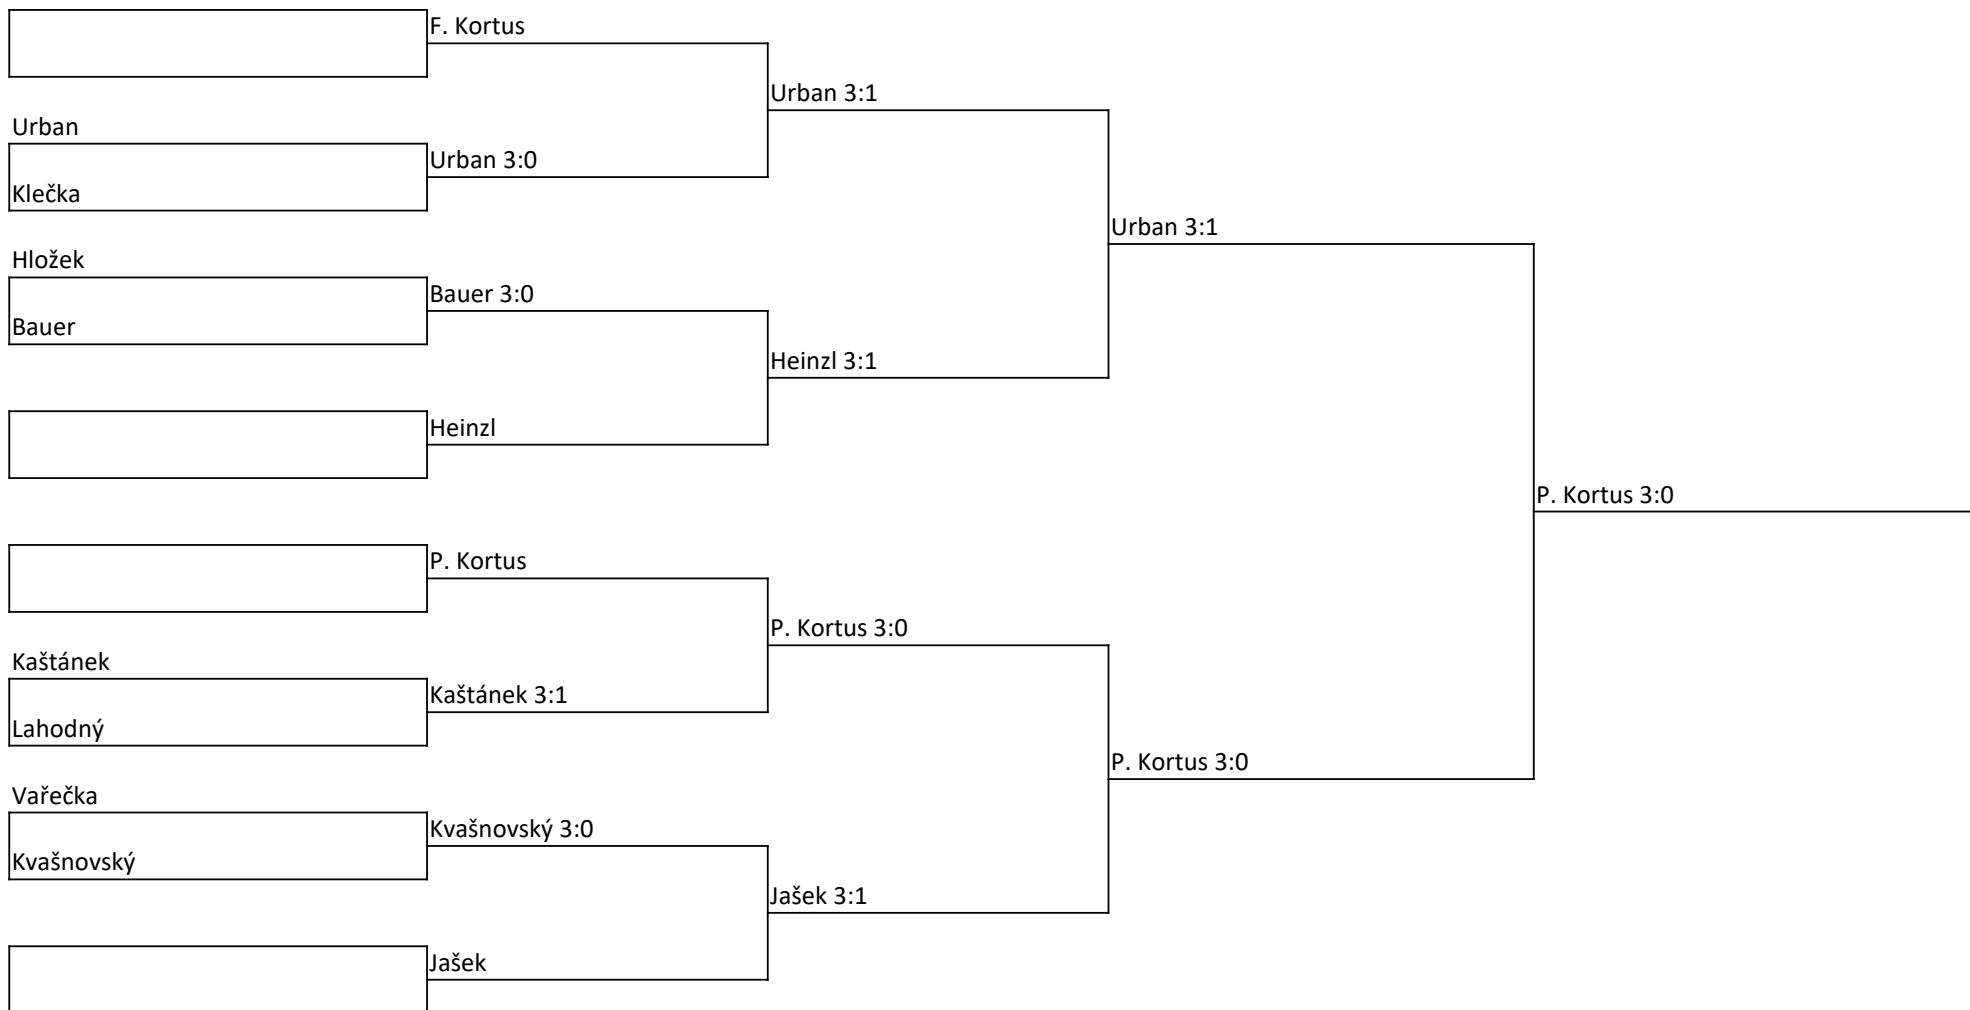 F. Kortus
Urban 3:1
Urban
Urban 3:0
Klečka
Urban 3:1
Hložek
Bauer 3:0
Bauer
Heinzl 3:1
Heinzl
P. Kortus 3:0
P. Kortus
P. Kortus 3:0
Kaštánek
Kaštánek 3:1
Lahodný
P. Kortus 3:0
Vařečka
Kvašnovský 3:0
Kvašnovský
Jašek 3:1
Jašek